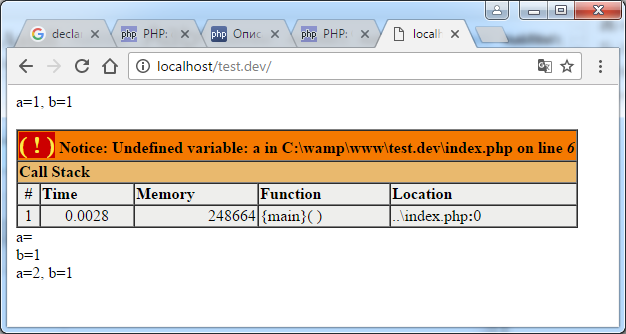 declar
PHP:
Опис
PHP:
localh
localhost/test.dev/
a=1, b=1
( ! ) Notice: Undefined variable: a in C:\wamp\www\test.dev\index.php on line 6
Call Stack
# Time Memory Function Location
1 0.0028 248664 {main}( ) ..\index.php:0
a=
b=1
a=2, b=1